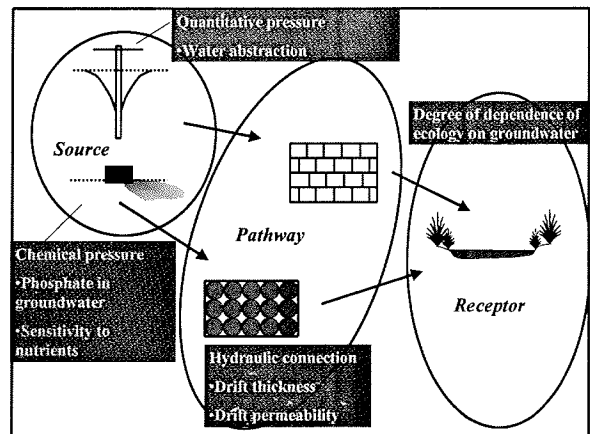 Quantitative pressure
•Water abstraction
Source
Chemical pressure
•Phosphate in
groundwater
•Sensitivity to
nutrients
Pathway
Hydraulic connection
•Drift thickness
•Drift permeability
Degree of dependence of
ecology on groundwater
Receptor